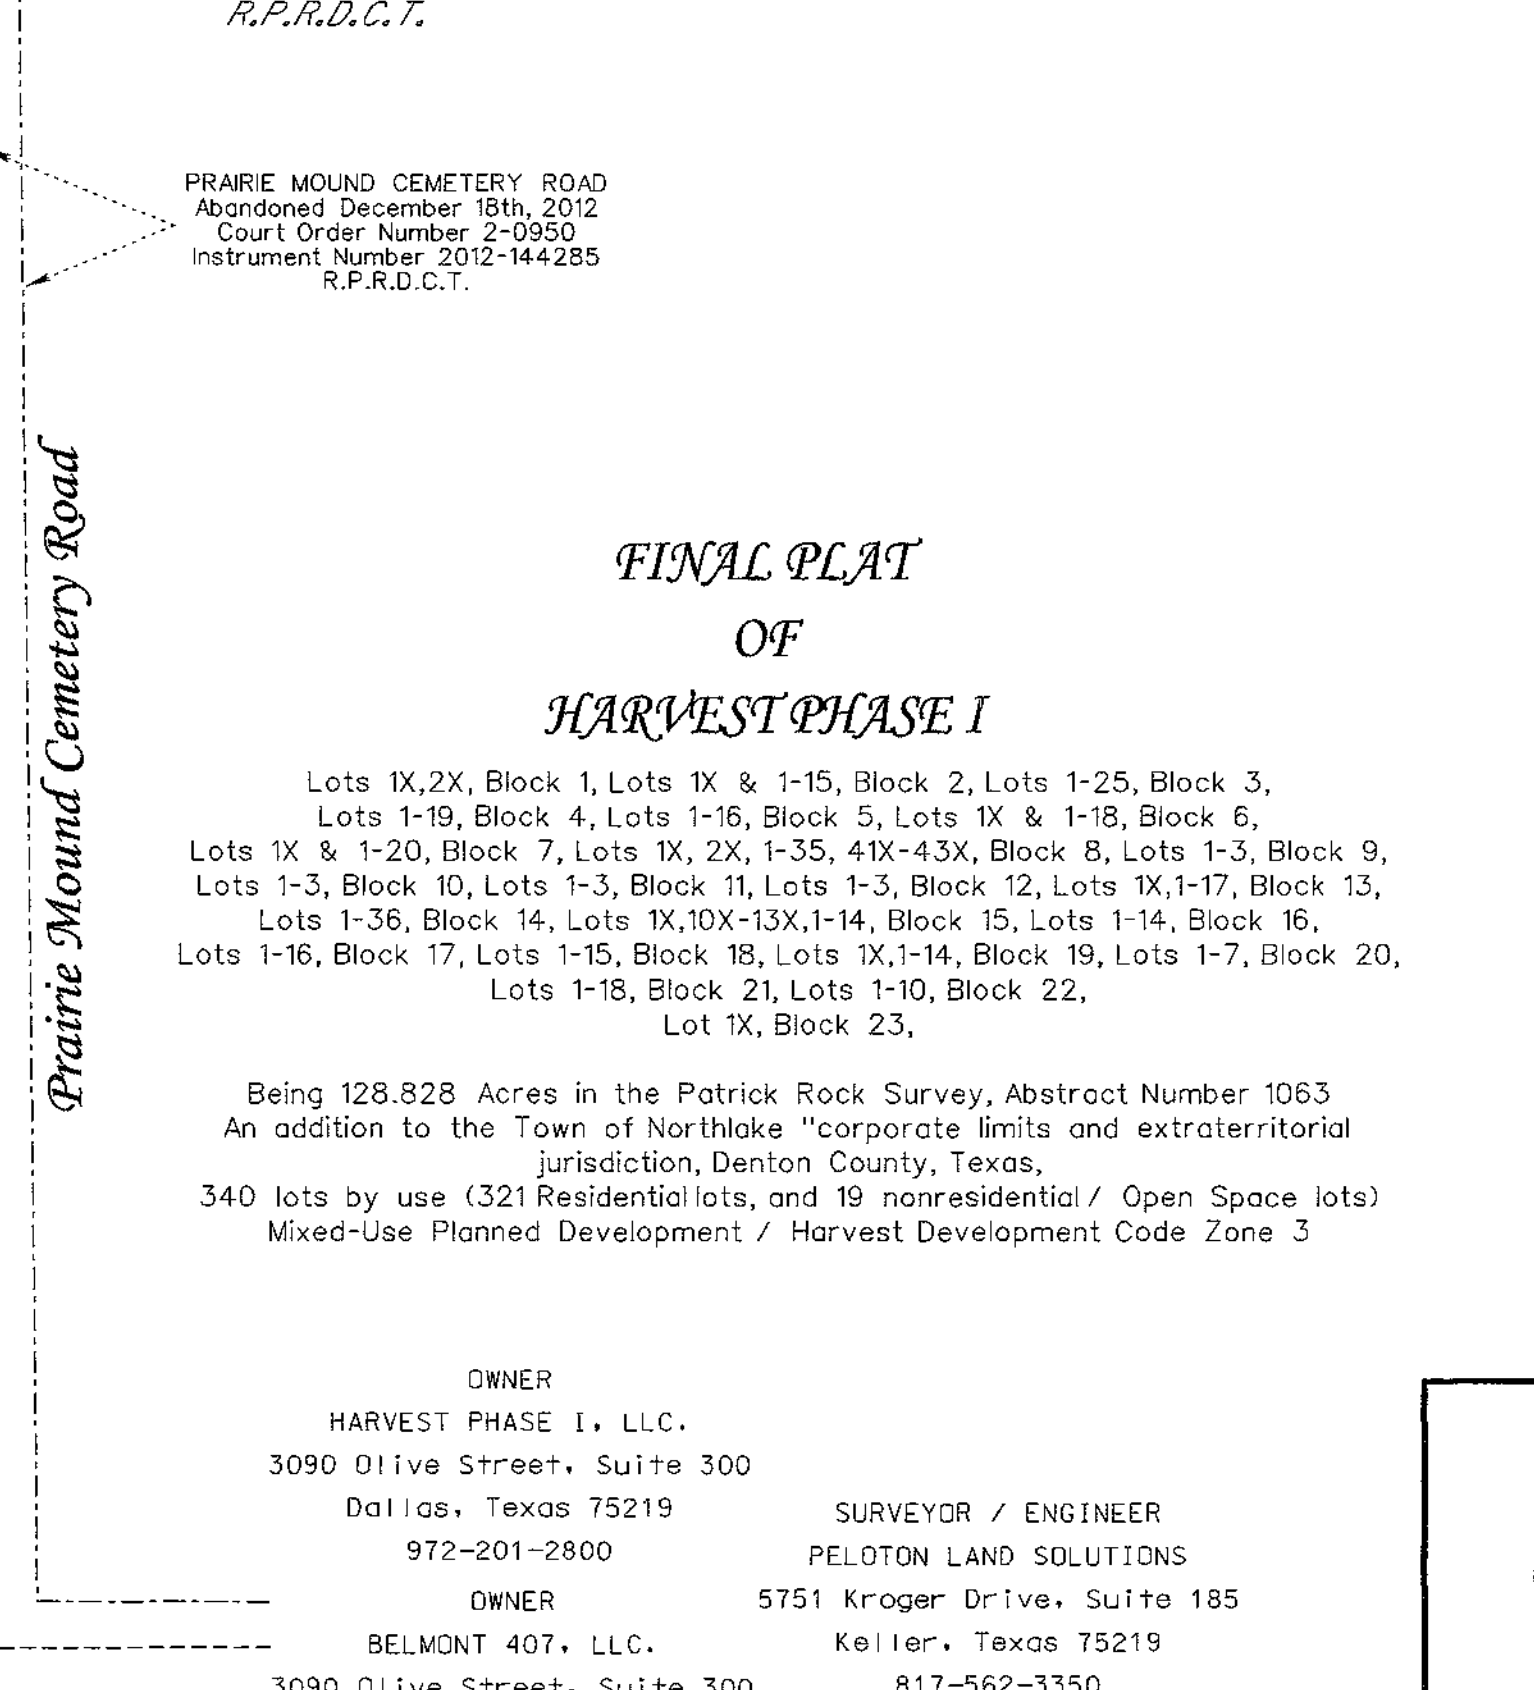 R.P.R.D.C.T.
PRAIRIE MOUND CEMETERY ROAD
Abandoned December 18th, 2012
Court Order Number 2-0950
Instrument Number 2012-144285
R.P.R.D.C.T.
Prairie Mound Cemetery Road
FINAL PLAT
OF
HARVEST PHASE I
Lots 1X,2X, Block 1, Lots 1X & 1-15, Block 2, Lots 1-25, Block 3,
Lots 1-19, Block 4, Lots 1-16, Block 5, Lots 1X & 1-18, Block 6,
Lots 1X & 1-20, Block 7, Lots 1X, 2X, 1-35, 41X-43X, Block 8, Lots 1-3, Block 9,
Lots 1-3, Block 10, Lots 1-3, Block 11, Lots 1-3, Block 12, Lots 1X,1-17, Block 13,
Lots 1-36, Block 14, Lots 1X,10X-13X,1-14, Block 15, Lots 1-14, Block 16,
Lots 1-16, Block 17, Lots 1-15, Block 18, Lots 1X,1-14, Block 19, Lots 1-7, Block 20,
Lots 1-18, Block 21, Lots 1-10, Block 22,
Lot 1X, Block 23,
Being 128.828 Acres in the Patrick Rock Survey, Abstract Number 1063
An addition to the Town of Northlake "corporate limits and extraterritorial
jurisdiction, Denton County, Texas,
340 lots by use (321 Residential lots, and 19 nonresidential / Open Space lots)
Mixed-Use Planned Development / Harvest Development Code Zone 3
OWNER
HARVEST PHASE I, LLC.
3090 Olive Street, Suite 300
Dallas, Texas 75219
972-201-2800
OWNER
BELMONT 407, LLC.
3090 Olive Street, Suite 300
SURVEYOR / ENGINEER
PELOTON LAND SOLUTIONS
5751 Kroger Drive, Suite 185
Keller, Texas 75219
817-562-3350